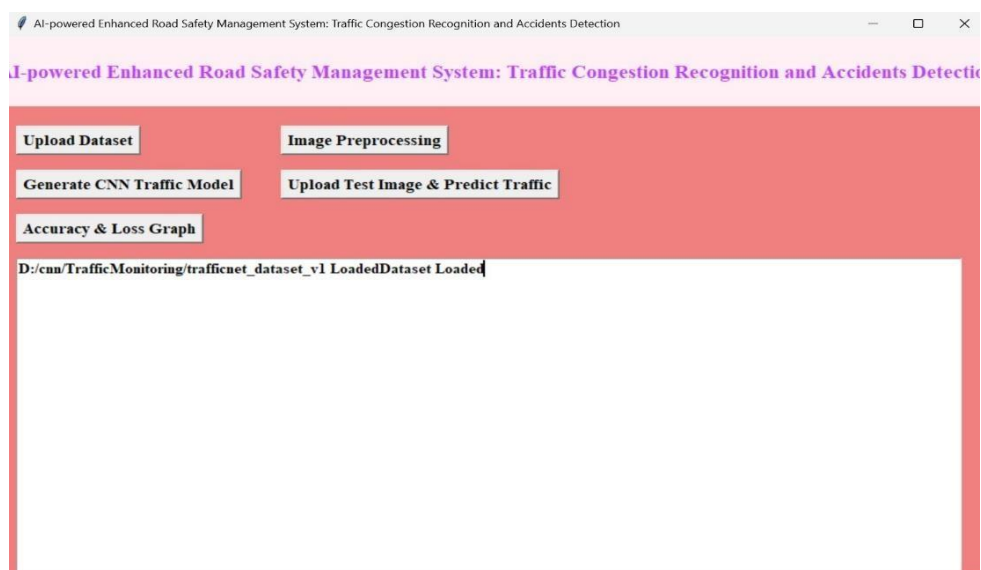 AI-powered Enhanced Road Safety Management System: Traffic Congestion Recognition and Accidents Detection
I-powered Enhanced Road Safety Management System: Traffic Congestion Recognition and Accidents Detectio
Upload Dataset
Image Preprocessing
Generate CNN Traffic Model
Upload Test Image & Predict Traffic
Accuracy & Loss Graph
D:/cnn/TrafficMonitoring/trafficnet_dataset_v1 LoadedDataset Loaded